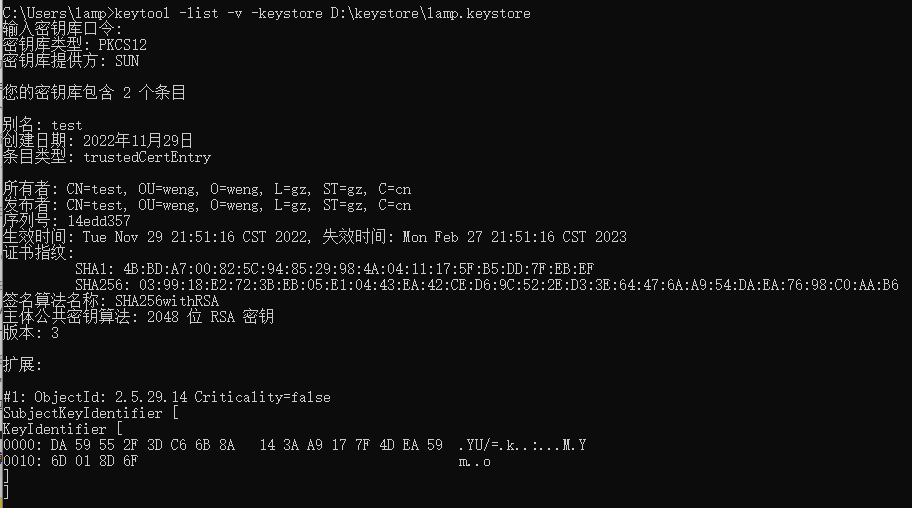 C:\Users\lamp>keytool -list -v -keystore D:\keystore\lamp.keystore
输入密钥库口令:
密钥库类型: PKCS12
密钥库提供方: SUN
您的密钥库包含 2 个条目
别名: test
创建日期: 2022年11月29日
条目类型: trustedCertEntry
所有者: CN=test, OU=weng, O=weng, L=gz, ST=gz, C=cn
发布者: CN=test, OU=weng, O=weng, L=gz, ST=gz, C=cn
序列号: 14edd357
生效时间: Tue Nov 29 21:51:16 CST 2022, 失效时间: Mon Feb 27 21:51:16 CST 2023
证书指纹:
SHA1: 4B:BD:A7:00:82:5C:94:85:29:98:4A:04:11:17:5F:B5:DD:7F:EB:EF
SHA256: 03:99:18:E2:72:3B:EB:05:E1:04:43:EA:42:CE:D6:9C:52:2E:D3:3E:64:47:6A:A9:54:DA:EA:76:98:C0:AA:B6
签名算法名称: SHA256withRSA
主体公共密钥算法: 2048 位 RSA 密钥
版本: 3
扩展:
#1: ObjectId: 2.5.29.14 Criticality=false
SubjectKeyIdentifier [
KeyIdentifier [
0000: DA 59 55 2F 3D C6 6B 8A   14 3A A9 17 7F 4D EA 59  .YU/=.k..:...M.Y
0010: 6D 01 8D 6F                                        m..o
]
]